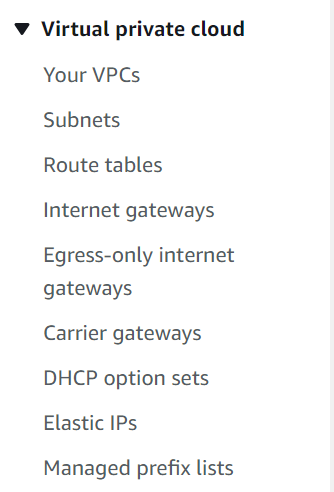 Virtual private cloud
Your VPCs
Subnets
Route tables
Internet gateways
Egress-only internet
gateways
Carrier gateways
DHCP option sets
Elastic IPs
Managed prefix lists